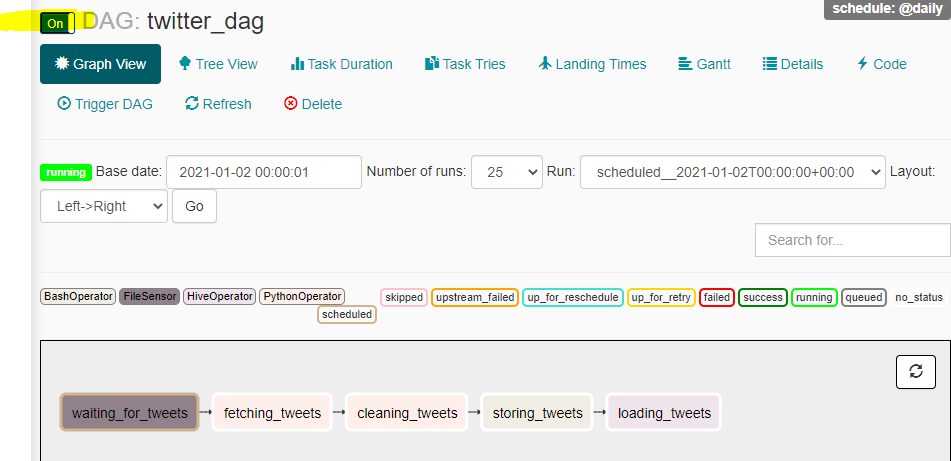 schedule: @daily
On DAG: twitter_dag
Graph View Tree View Task Duration Task Tries Landing Times Gantt Details Code
Trigger DAG Refresh Delete
running Base date: 2021-01-02 00:00:01 Number of runs: 25 Run: scheduled__2021-01-02T00:00:00+00:00 Layout:
Left->Right Go
Search for...
BashOperator FileSensor HiveOperator PythonOperator skipped upstream_failed up_for_reschedule up_for_retry failed success running queued no_status
scheduled
waiting_for_tweets fetching_tweets cleaning_tweets storing_tweets loading_tweets